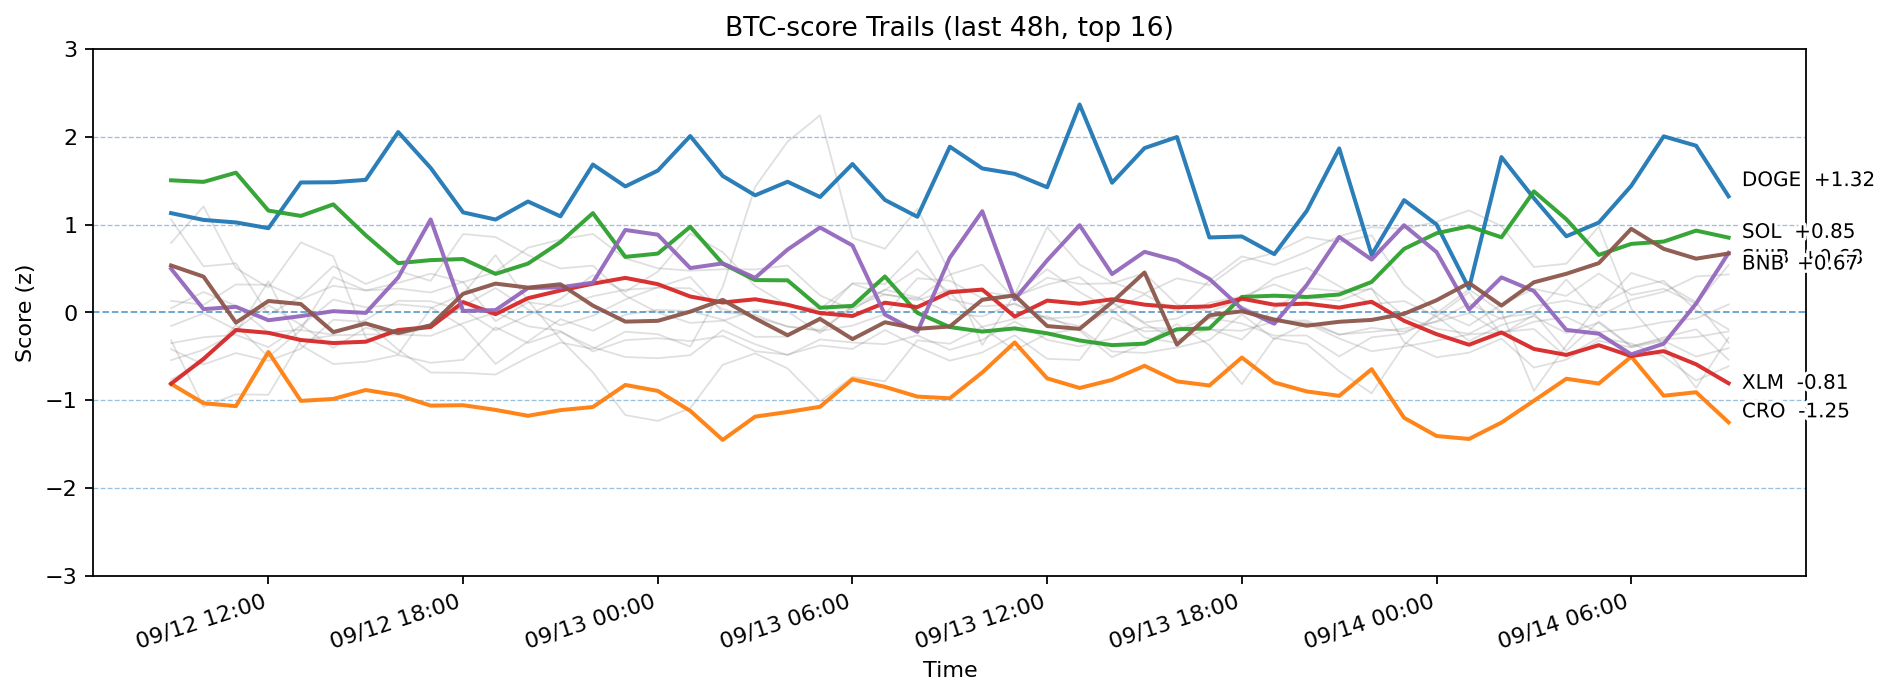 BTC-score Trails (last 48h, top 16)
Score (z)
3
2
1
0
−1
−2
−3
DOGE +1.32
SOL +0.85
BNB +0.67
XLM -0.81
CRO -1.25
09/12 12:00
09/12 18:00
09/13 00:00
09/13 06:00
09/13 12:00
09/13 18:00
09/14 00:00
09/14 06:00
Time